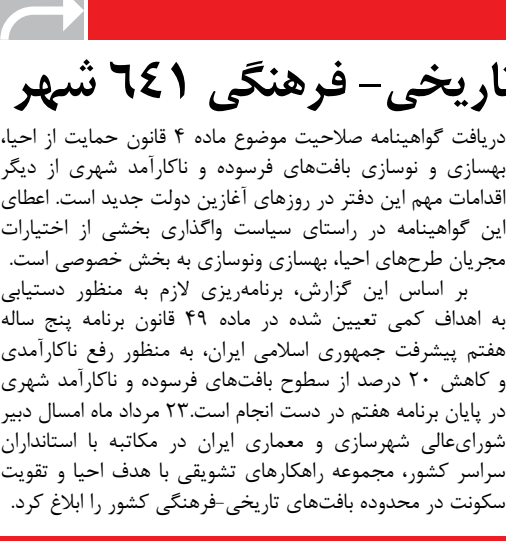 تاریخی- فرهنگی ٦٤١ شهر
دریافت گواهینامه صلاحیت موضوع ماده ۴ قانون حمایت از احیا،
بهسازی و نوسازی بافت‌های فرسوده و ناکارآمد شهری از دیگر
اقدامات مهم این دفتر در روزهای آغازین دولت جدید است. اعطای
این گواهینامه در راستای سیاست واگذاری بخشی از اختیارات
مجریان طرح‌های احیا، بهسازی ونوسازی به بخش خصوصی است.
بر اساس این گزارش، برنامه‌ریزی لازم به منظور دستیابی
به اهداف کمی تعیین شده در ماده ۴۹ قانون برنامه پنج ساله
هفتم پیشرفت جمهوری اسلامی ایران، به منظور رفع ناکارآمدی
و کاهش ۲۰ درصد از سطوح بافت‌های فرسوده و ناکارآمد شهری
در پایان برنامه هفتم در دست انجام است.۲۳ مرداد ماه امسال دبیر
شورای‌عالی شهرسازی و معماری ایران در مکاتبه با استانداران
سراسر کشور، مجموعه راهکارهای تشویقی با هدف احیا و تقویت
سکونت در محدوده بافت‌های تاریخی-فرهنگی کشور را ابلاغ کرد.